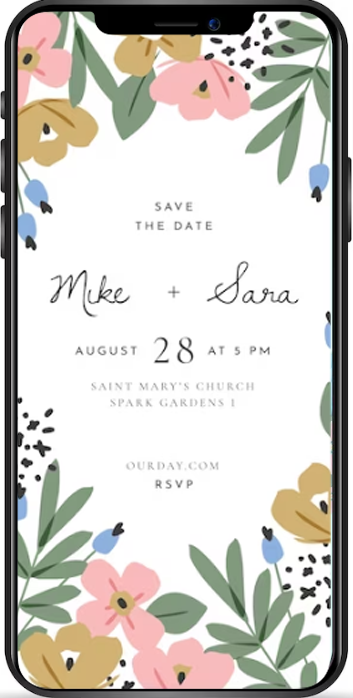 SAVE
THE DATE
Mike + Sara
AUGUST 28 AT 5 PM
SAINT MARY'S CHURCH
SPARK GARDENS 1
OURDAY.COM
RSVP